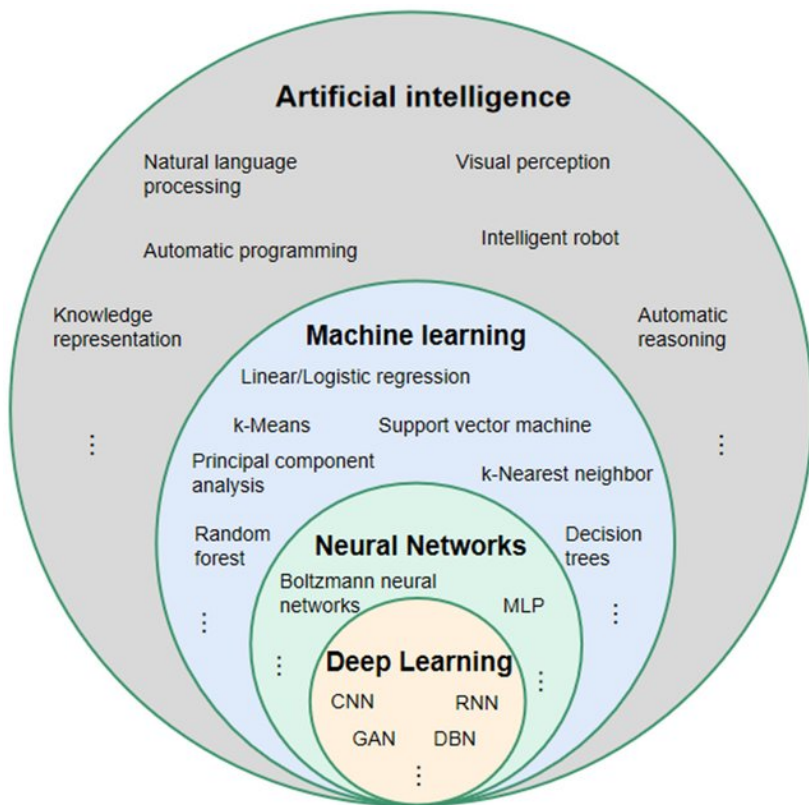 Artificial intelligence
Natural language
processing
Visual perception
Automatic programming
Intelligent robot
Knowledge
representation
Automatic
reasoning
⋮
⋮
Machine learning
Linear/Logistic regression
k-Means
Support vector machine
Principal component
analysis
k-Nearest neighbor
Random
forest
Decision
trees
⋮
⋮
Neural Networks
Boltzmann neural
networks
MLP
⋮
⋮
Deep Learning
CNN
RNN
GAN
DBN
⋮